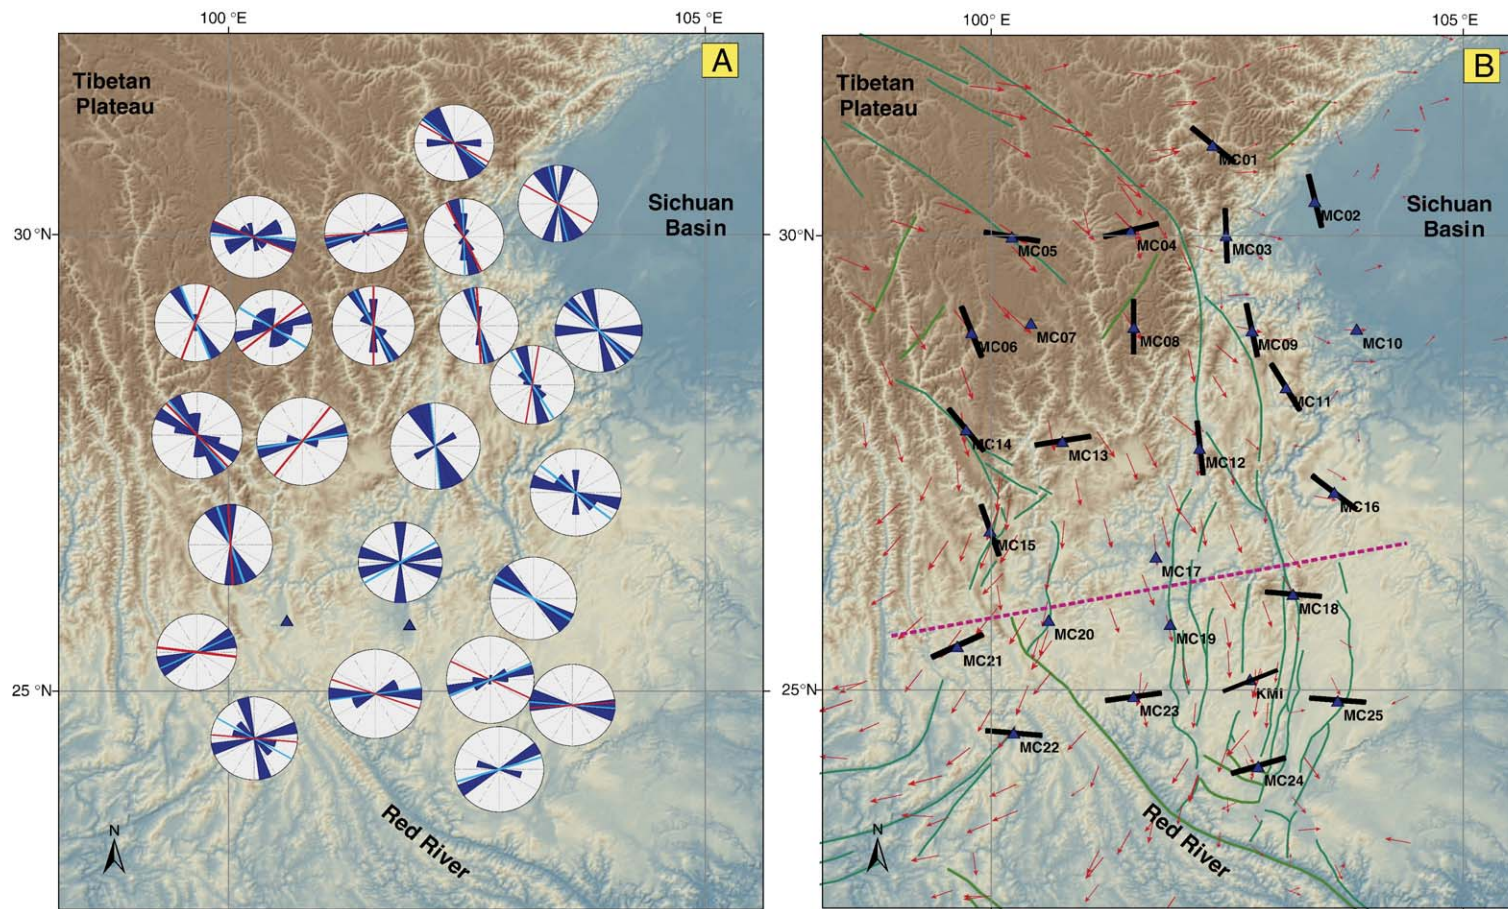 100 °E
105 °E
A
Tibetan
Plateau
Sichuan
Basin
30 °N
25 °N
Red River
N
100 °E
105 °E
B
Tibetan
Plateau
MC01
MC02
Sichuan
Basin
30 °N
MC05
MC04
MC03
MC06
MC07
MC08
MC09
MC10
MC11
MC14
MC13
MC12
MC16
MC15
MC17
MC18
MC20
MC19
MC21
25 °N
KMI
MC23
MC25
MC22
MC24
Red River
N